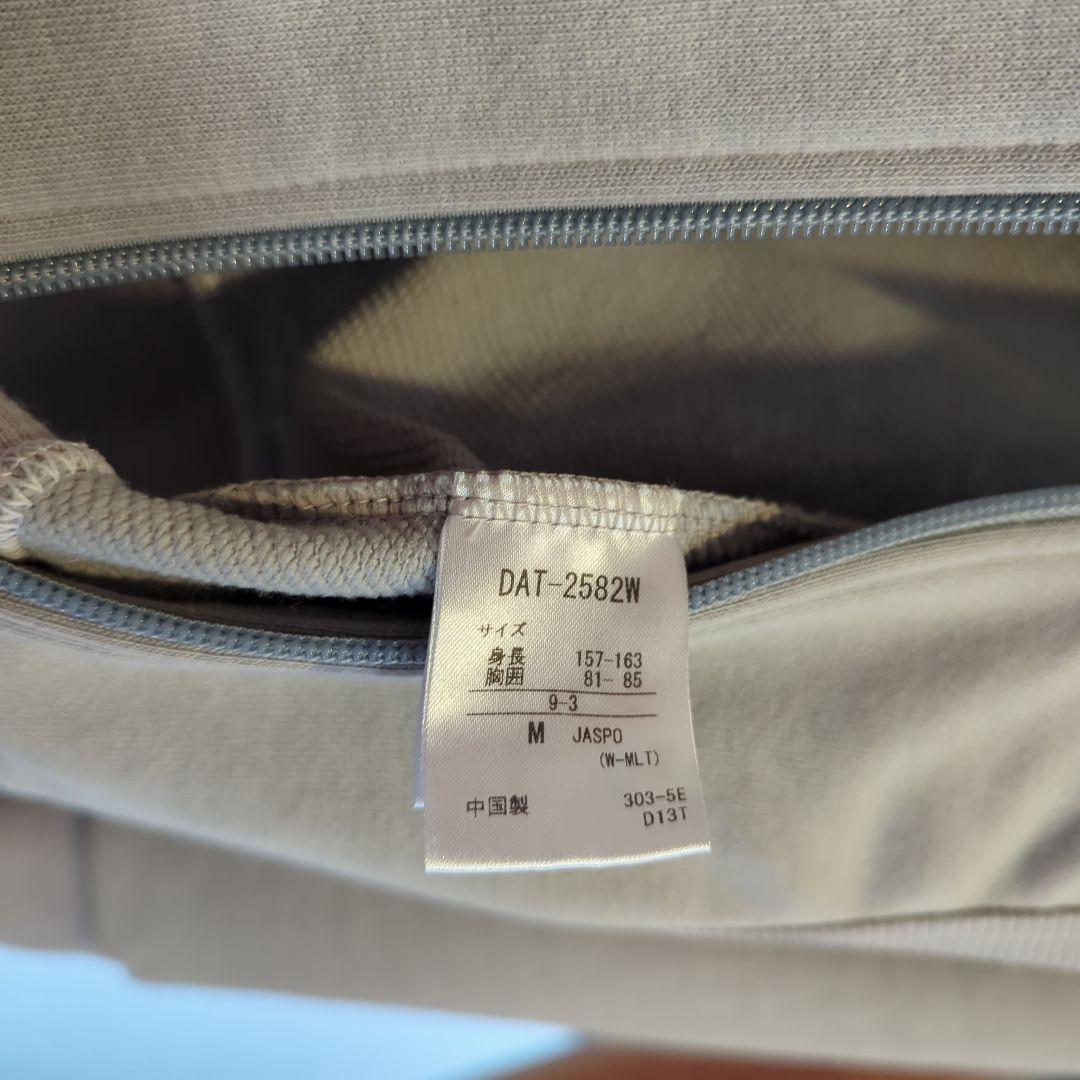 DAT-2582W
サイズ
身長 157-163
胸囲 81- 85
9-3
M JASPO
(W-MLT)
中国製 303-5E
D13T